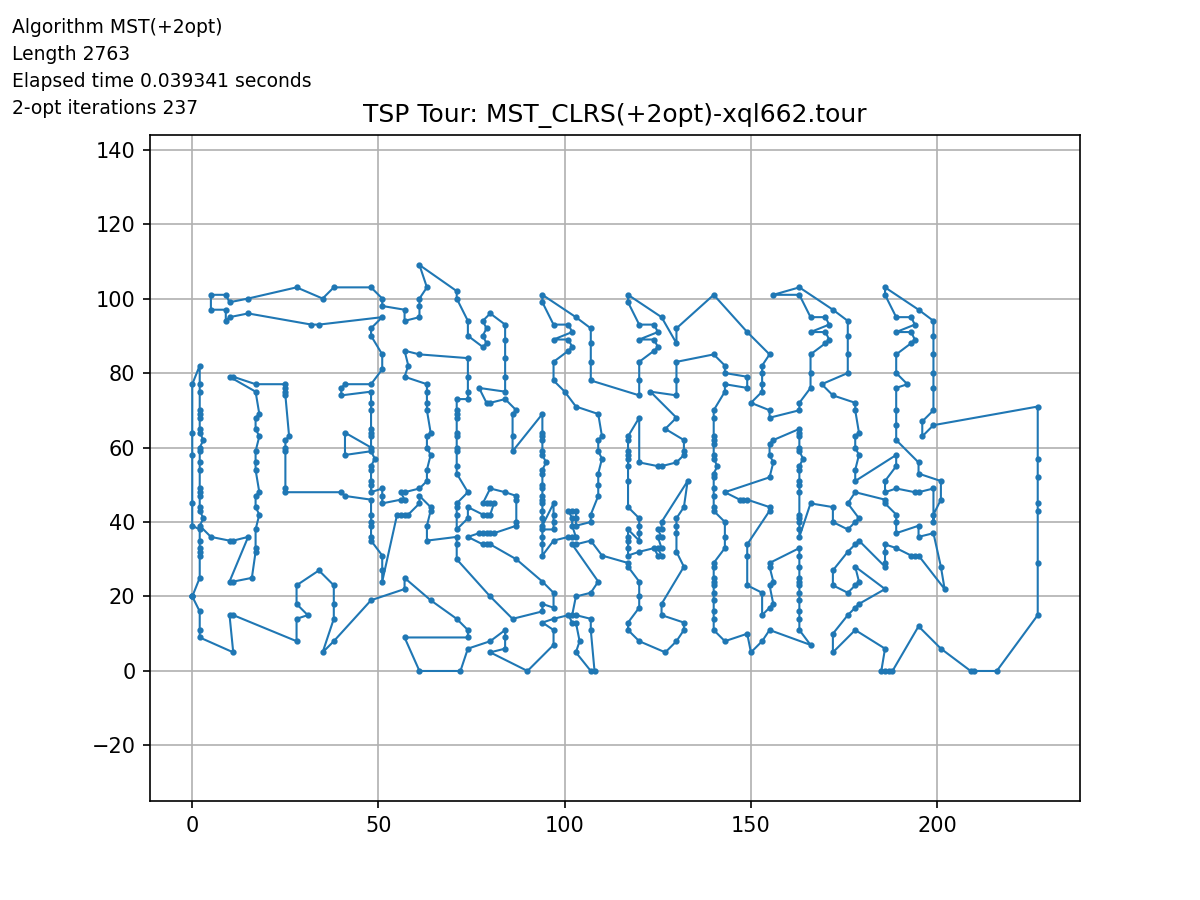 Algorithm MST(+2opt)
Length 2763
Elapsed time 0.039341 seconds
2-opt iterations 237
TSP Tour: MST_CLRS(+2opt)-xql662.tour
140
120
100
80
60
40
20
0
−20
0 50 100 150 200